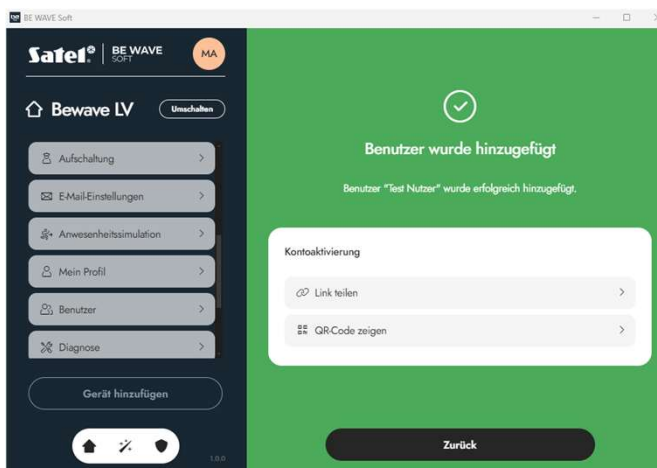 BE WAVE Soft
Satel® BE WAVE SOFT
MA
Bewave LV
Umschalten
Aufschaltung
E-Mail-Einstellungen
Anwesenheitssimulation
Mein Profil
Benutzer
Diagnose
Gerät hinzufügen
1.0.0
Benutzer wurde hinzugefügt
Benutzer "Test Nutzer" wurde erfolgreich hinzugefügt.
Kontoaktivierung
Link teilen
QR-Code zeigen
Zurück